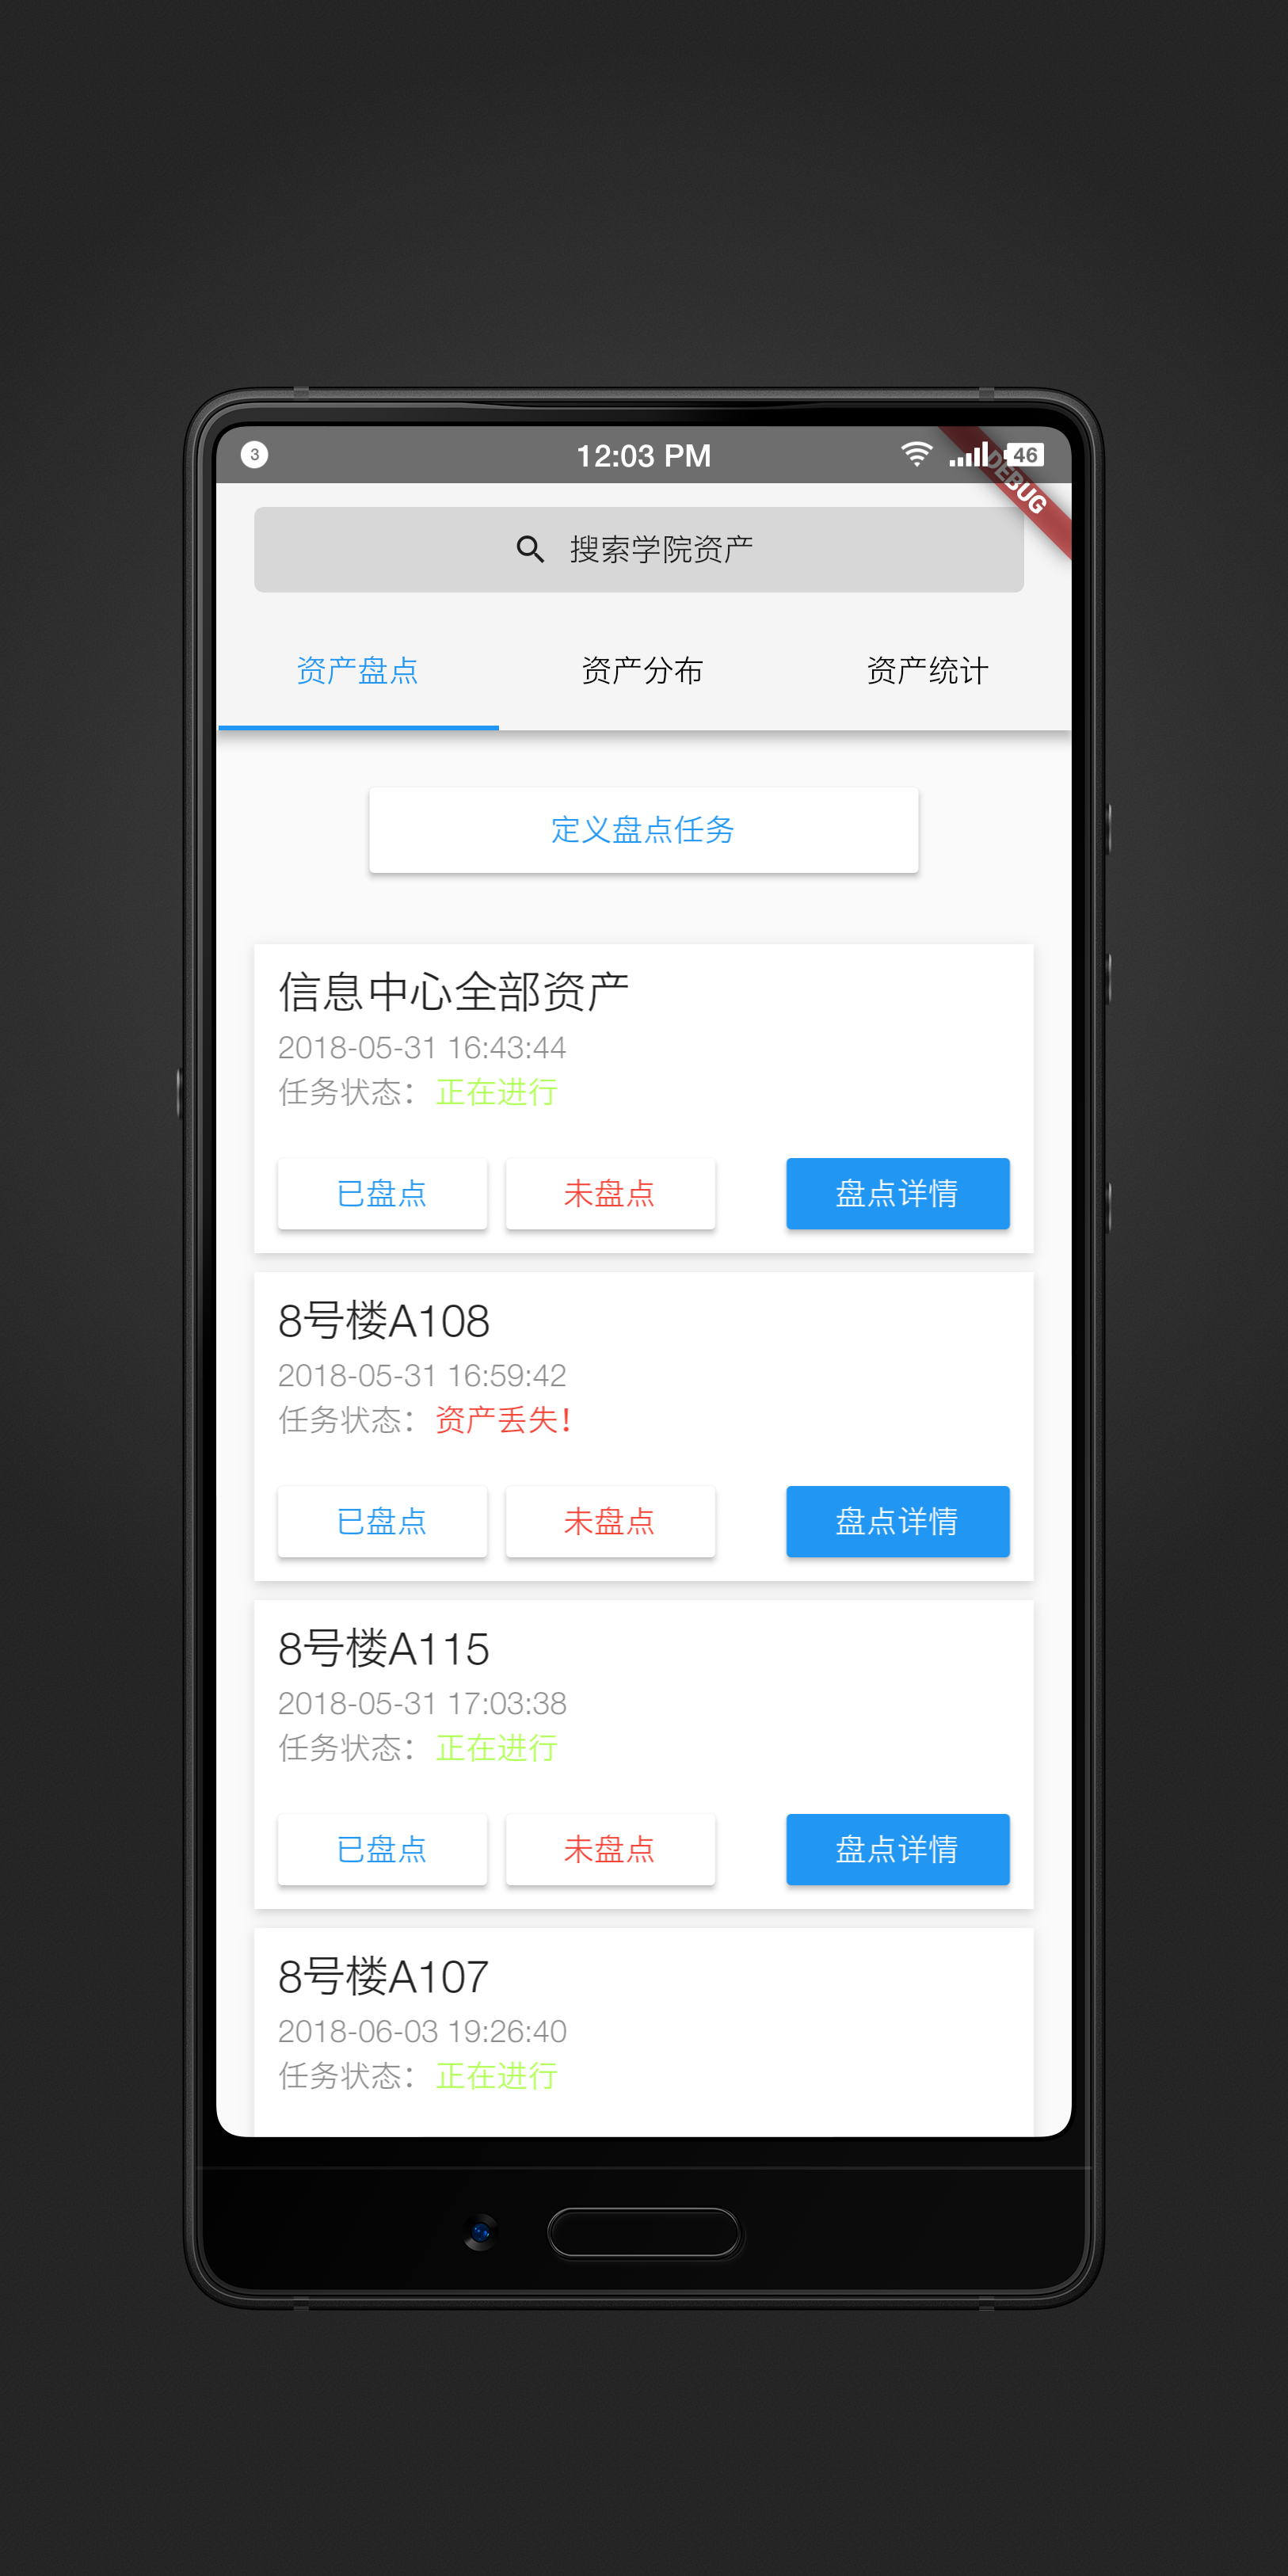 3
12:03 PM
46
DEBUG
搜索学院资产
资产盘点 资产分布 资产统计
定义盘点任务
信息中心全部资产
2018-05-31 16:43:44
任务状态：正在进行
已盘点 未盘点 盘点详情
8号楼A108
2018-05-31 16:59:42
任务状态：资产丢失！
已盘点 未盘点 盘点详情
8号楼A115
2018-05-31 17:03:38
任务状态：正在进行
已盘点 未盘点 盘点详情
8号楼A107
2018-06-03 19:26:40
任务状态：正在进行